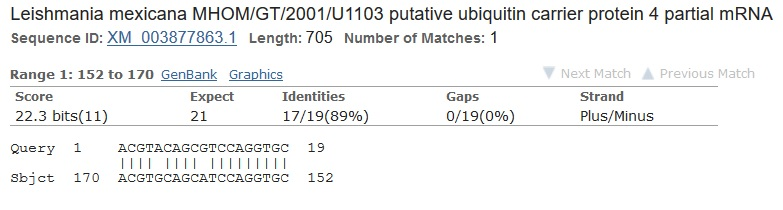 Leishmania mexicana MHOM/GT/2001/U1103 putative ubiquitin carrier protein 4 partial mRNA
Sequence ID: XM_003877863.1 Length: 705 Number of Matches: 1
Range 1: 152 to 170 GenBank Graphics ▼ Next Match ▲ Previous Match
Score Expect Identities Gaps Strand
22.3 bits(11) 21 17/19(89%) 0/19(0%) Plus/Minus
Query 1 ACGTACAGCGTCCAGGTGC 19
|||| |||| |||||||||
Sbjct 170 ACGTGCAGCATCCAGGTGC 152